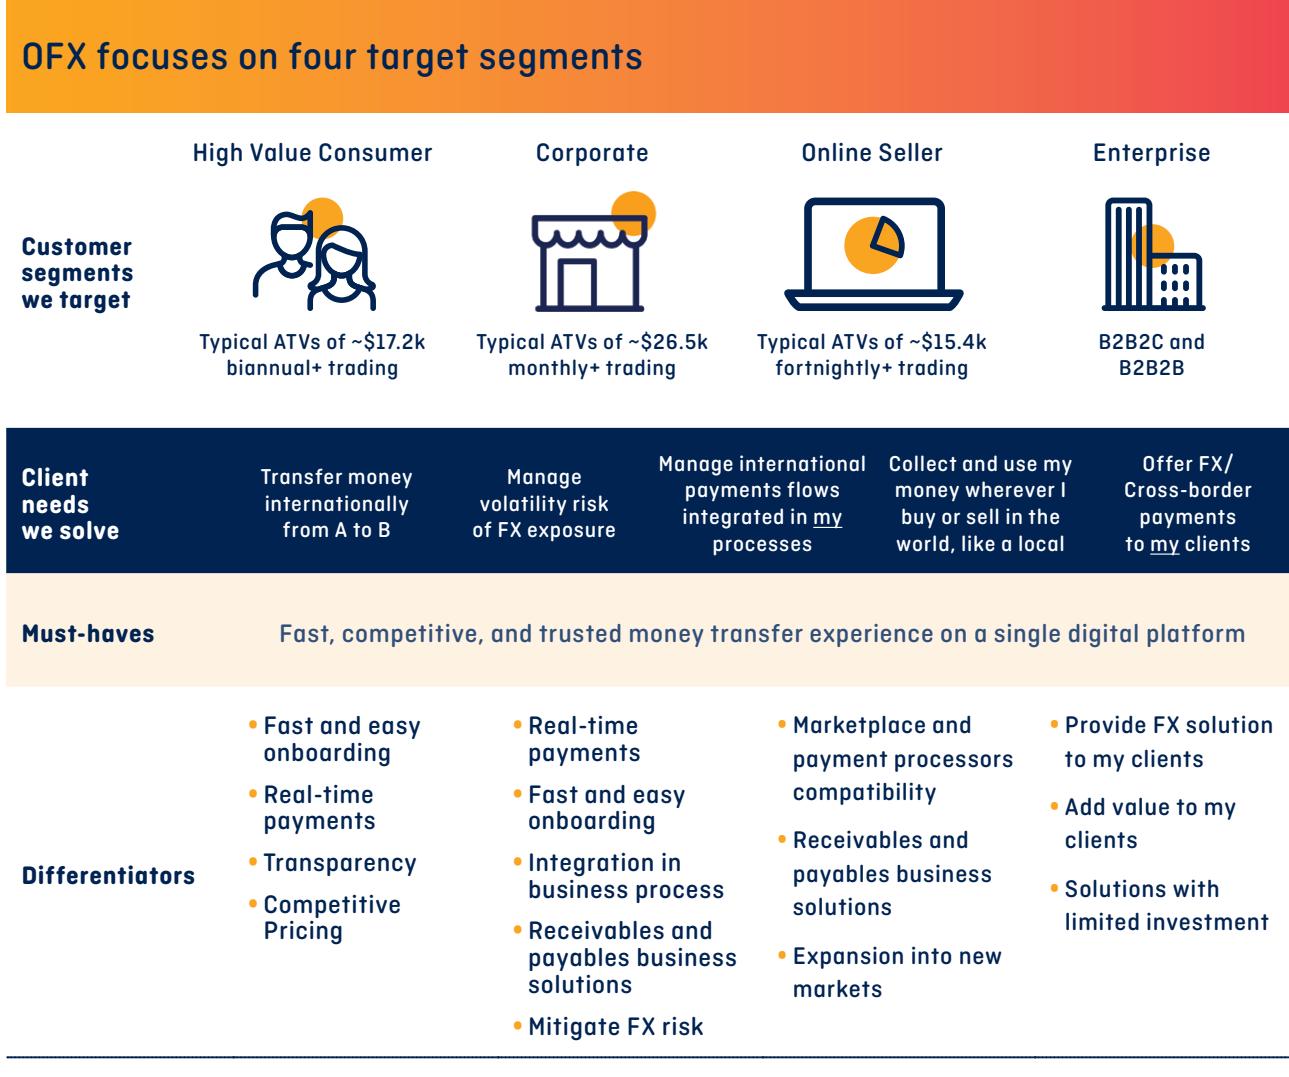 OFX focuses on four target segments
High Value Consumer
Corporate
Online Seller
Enterprise
Customer
segments
we target
Typical ATVs of ~$17.2k
biannual+ trading
Typical ATVs of ~$26.5k
monthly+ trading
Typical ATVs of ~$15.4k
fortnightly+ trading
B2B2C and
B2B2B
Client
needs
we solve
Transfer money
internationally
from A to B
Manage
volatility risk
of FX exposure
Manage international
payments flows
integrated in my
processes
Collect and use my
money wherever I
buy or sell in the
world, like a local
Offer FX/
Cross-border
payments
to my clients
Must-haves
Fast, competitive, and trusted money transfer experience on a single digital platform
Differentiators
• Fast and easy
onboarding
• Real-time
payments
• Transparency
• Competitive
Pricing
• Real-time
payments
• Fast and easy
onboarding
• Integration in
business process
• Receivables and
payables business
solutions
• Mitigate FX risk
• Marketplace and
payment processors
compatibility
• Receivables and
payables business
solutions
• Expansion into new
markets
• Provide FX solution
to my clients
• Add value to my
clients
• Solutions with
limited investment